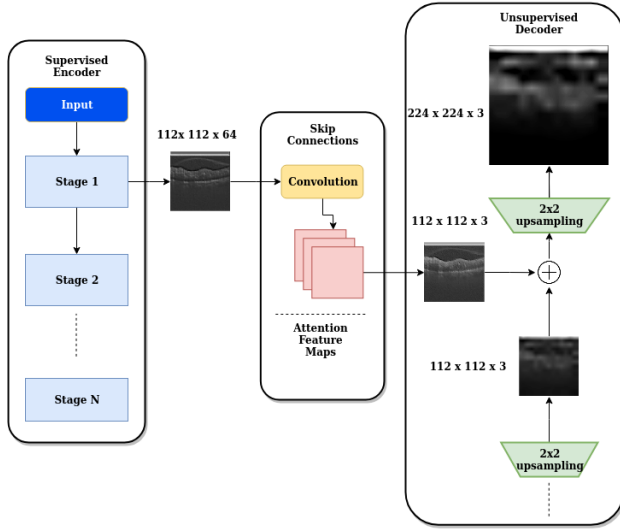 Supervised
Encoder
Input
Stage 1
Stage 2
Stage N
112x 112 x 64
Skip
Connections
Convolution
Attention
Feature
Maps
Unsupervised
Decoder
224 x 224 x 3
2x2
upsampling
112 x 112 x 3
112 x 112 x 3
2x2
upsampling